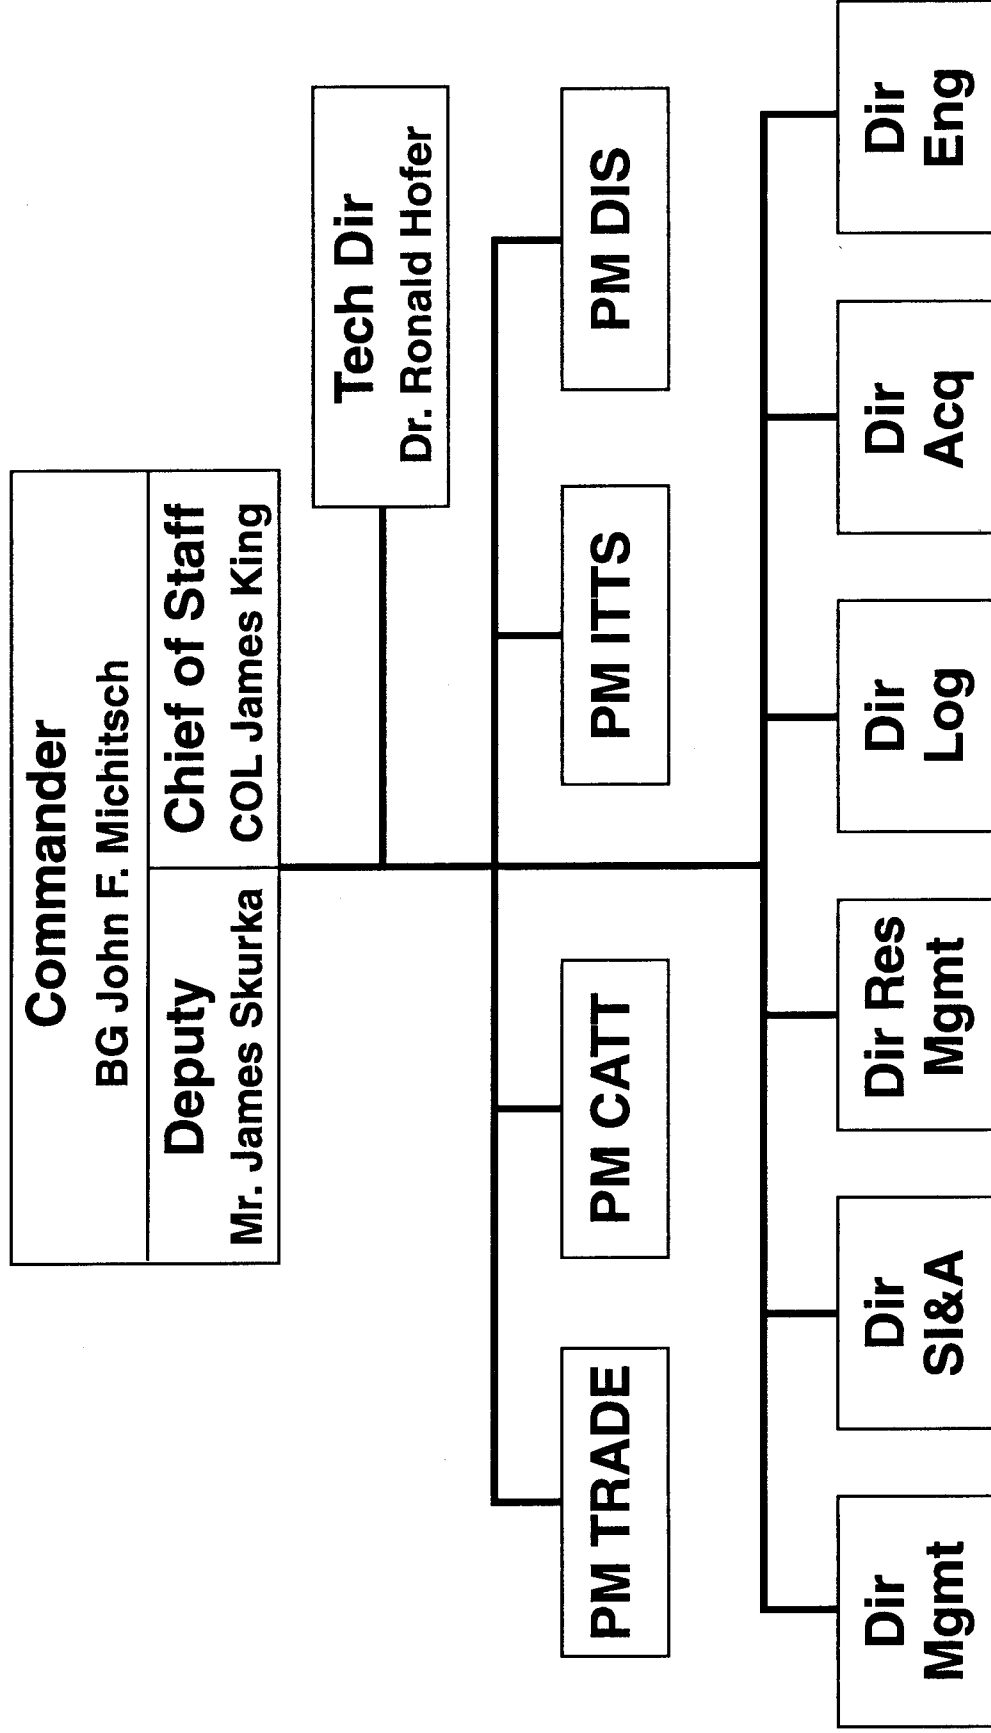 Commander
BG John F. Michitsch
Deputy
Mr. James Skurka
Chief of Staff
COL James King
Tech Dir
Dr. Ronald Hofer
PM TRADE
PM CATT
PM ITTS
PM DIS
Dir
Mgmt
Dir
SI&A
Dir Res
Mgmt
Dir
Log
Dir
Acq
Dir
Eng